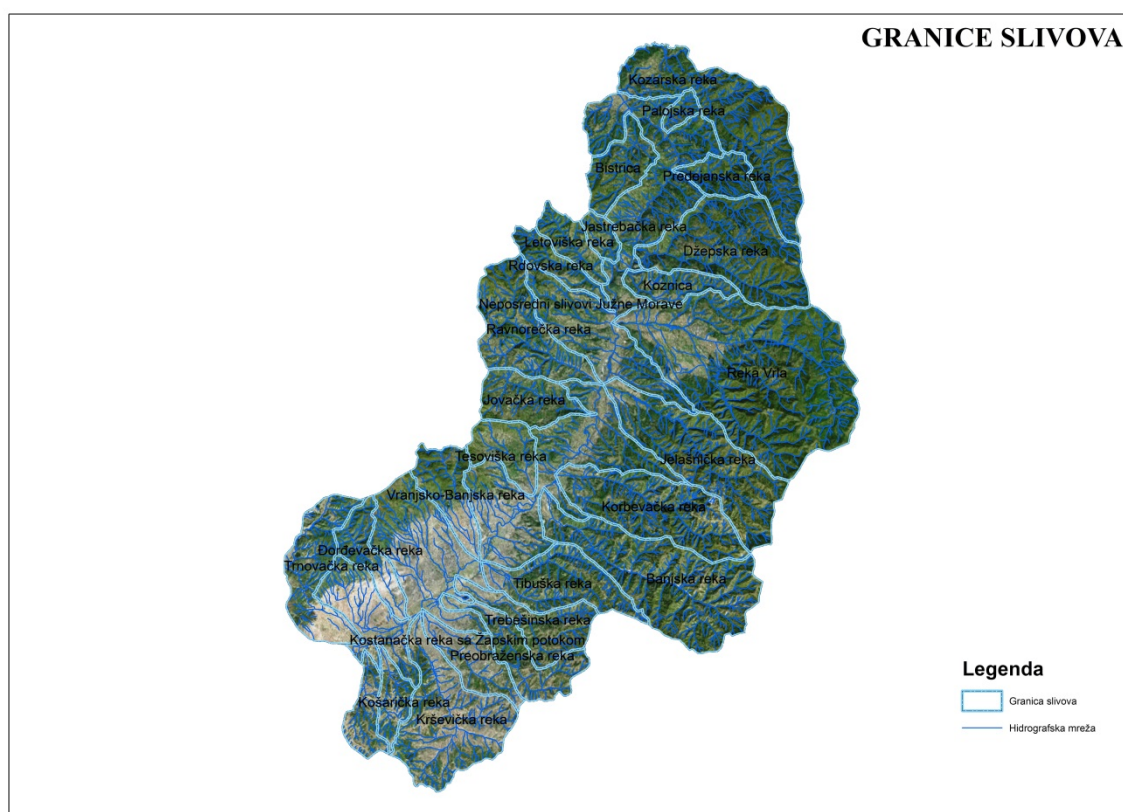 GRANICE SLIVOVA
Kozarska reka
Patojska reka
Bistrica
Predejanska reka
Jastrebačka reka
Letoviška reka
Džepska reka
Rdovska reka
Koznica
Neposredni slivovi Južne Morave
Ravnorečka reka
Reka Vrla
Jovačka reka
Tesoviška reka
Jelašnička reka
Vranjsko-Banjska reka
Korbevačka reka
Đorđevačka reka
Trnovačka reka
Tibuška reka
Banjska reka
Trebešinska reka
Kostanačka reka sa Žapskim potokom
Preobraženska reka
Košarička reka
Krševička reka
Legenda
Granica slivova
Hidrografska mreža